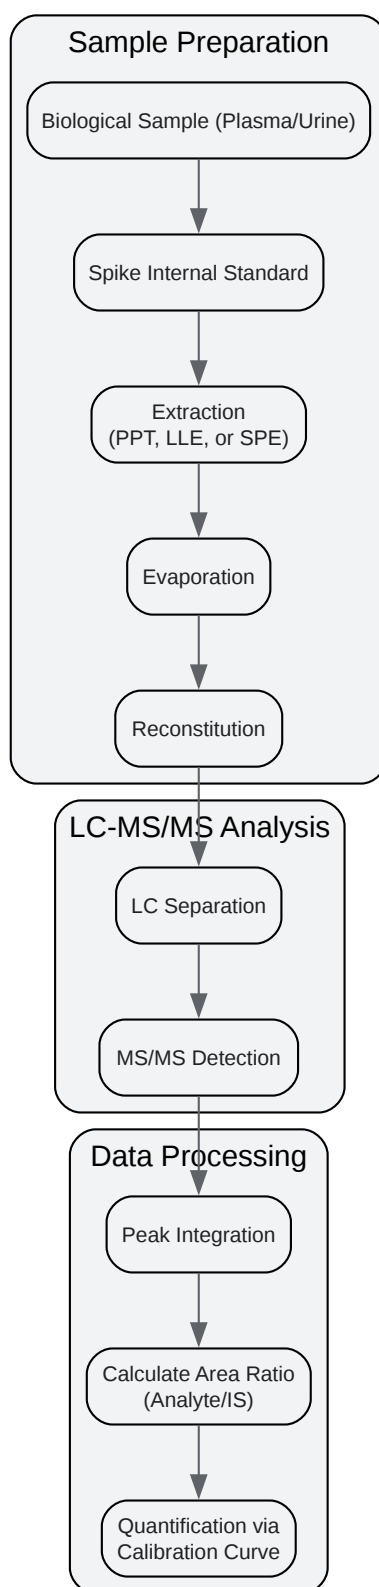 Sample Preparation
Biological Sample (Plasma/Urine)
Spike Internal Standard
Extraction
(PPT, LLE, or SPE)
Evaporation
Reconstitution
LC-MS/MS Analysis
LC Separation
MS/MS Detection
Data Processing
Peak Integration
Calculate Area Ratio
(Analyte/IS)
Quantification via
Calibration Curve